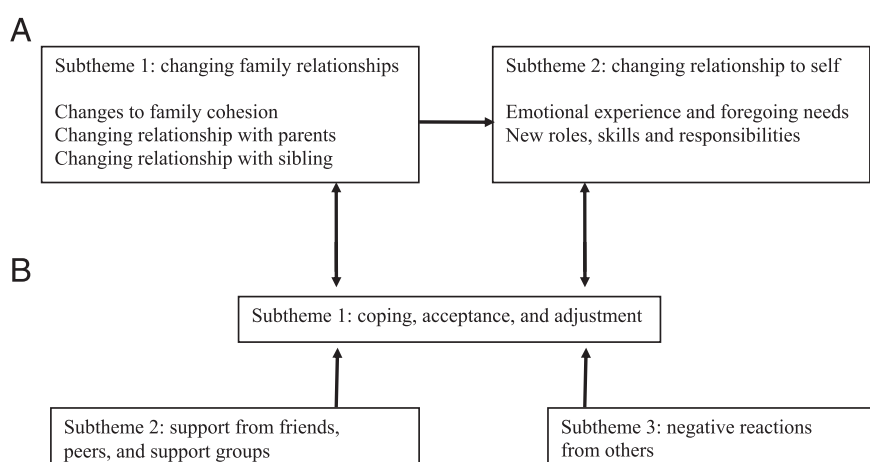 A
Subtheme 1: changing family relationships
Changes to family cohesion
Changing relationship with parents
Changing relationship with sibling
Subtheme 2: changing relationship to self
Emotional experience and foregoing needs
New roles, skills and responsibilities
B
Subtheme 1: coping, acceptance, and adjustment
Subtheme 2: support from friends,
peers, and support groups
Subtheme 3: negative reactions
from others